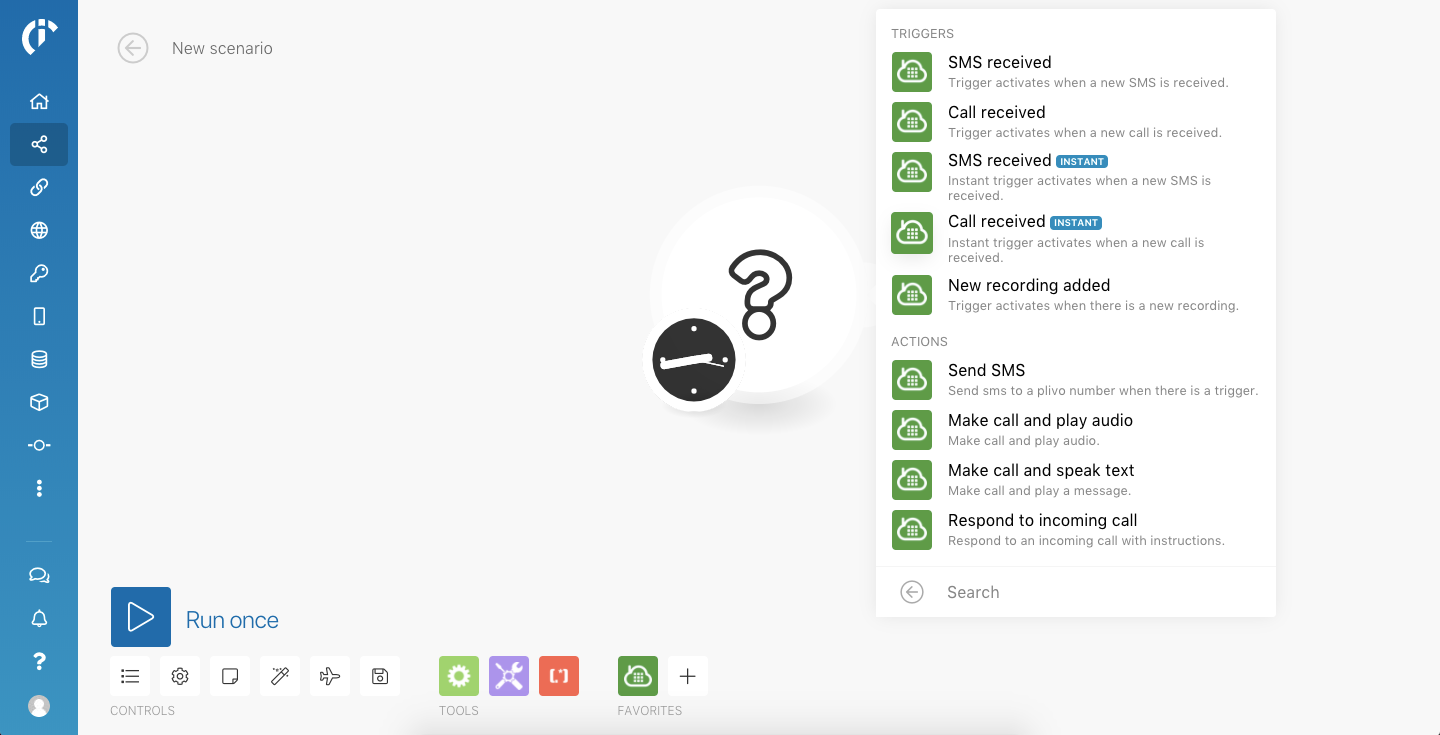 New scenario
TRIGGERS
SMS received
Trigger activates when a new SMS is received.
Call received
Trigger activates when a new call is received.
SMS received INSTANT
Instant trigger activates when a new SMS is
received.
Call received INSTANT
Instant trigger activates when a new call is
received.
New recording added
Trigger activates when there is a new recording.
ACTIONS
Send SMS
Send sms to a plivo number when there is a trigger.
Make call and play audio
Make call and play audio.
Make call and speak text
Make call and play a message.
Respond to incoming call
Respond to an incoming call with instructions.
Search
Run once
CONTROLS
TOOLS
FAVORITES